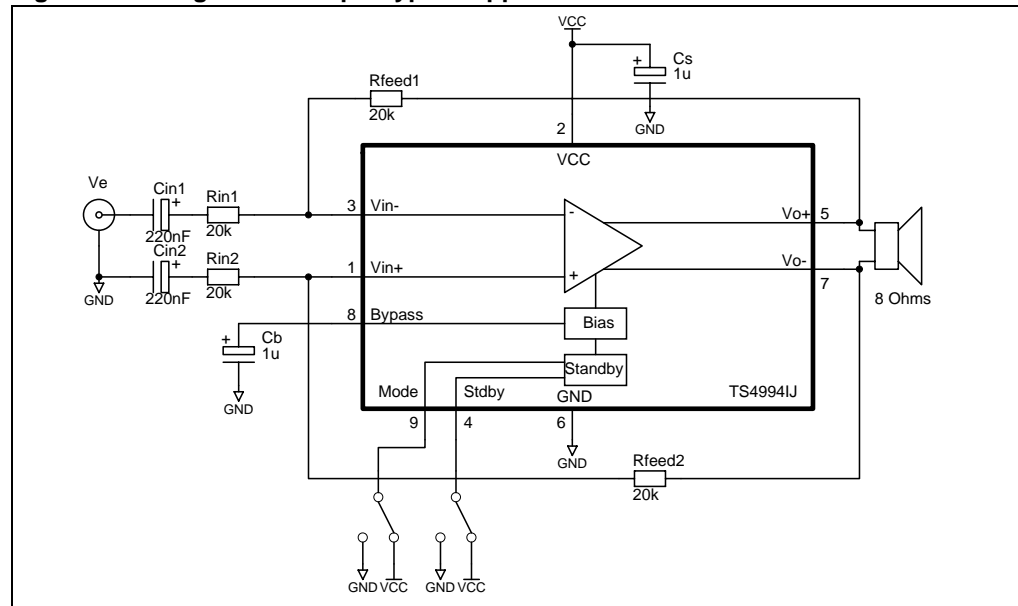 VCC
Cs
+
1u
GND
Rfeed1
20k
2
VCC
Ve
Cin1
+
220nF
Rin1
20k
3
Vin-
-
Vo+
5
Cin2
+
220nF
Rin2
20k
GND
1
Vin+
+
Vo-
7
8 Ohms
8
Bypass
Bias
Cb
+
1u
GND
Standby
Mode
Stdby
GND
TS4994IJ
9
4
6
GND
Rfeed2
20k
GND
VCC
GND
VCC